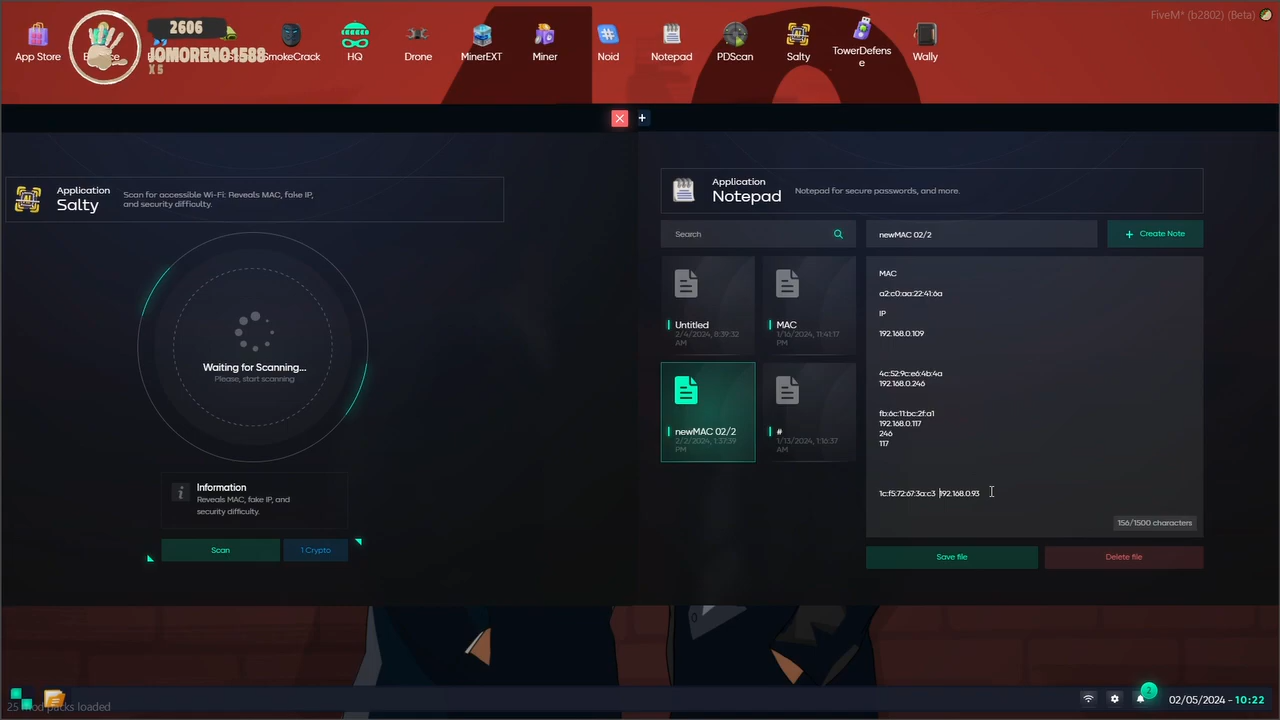 FiveM* (b2802) (Beta)
2606
JOMORENO1588
X 5
App Store
SmokeCrack
HQ
Drone
MinerEXT
Miner
Noid
Notepad
PDScan
Salty
TowerDefens
e
Wally
+
Application
Salty
Scan for accessible Wi-Fi: Reveals MAC, fake IP,
and security difficulty.
Waiting for Scanning...
Please, start scanning
Information
Reveals MAC, fake IP, and
security difficulty.
Scan
1 Crypto
Application
Notepad
Notepad for secure passwords, and more.
Search
newMAC 02/2
+ Create Note
Untitled
2/4/2024, 8:39:32
AM
MAC
1/16/2024, 11:41:17
PM
newMAC 02/2
2/2/2024, 1:37:39
PM
#
1/13/2024, 1:16:37
AM
MAC
a2:c0:aa:22:41:6a
IP
192.168.0.109
4c:52:9c:e6:4b:4a
192.168.0.246
fb:6c:11:bc:2f:a1
192.168.0.117
246
117
1c:f5:72:67:3a:c3 192.168.0.93
156/1500 characters
Save file
Delete file
2
02/05/2024 - 10:22